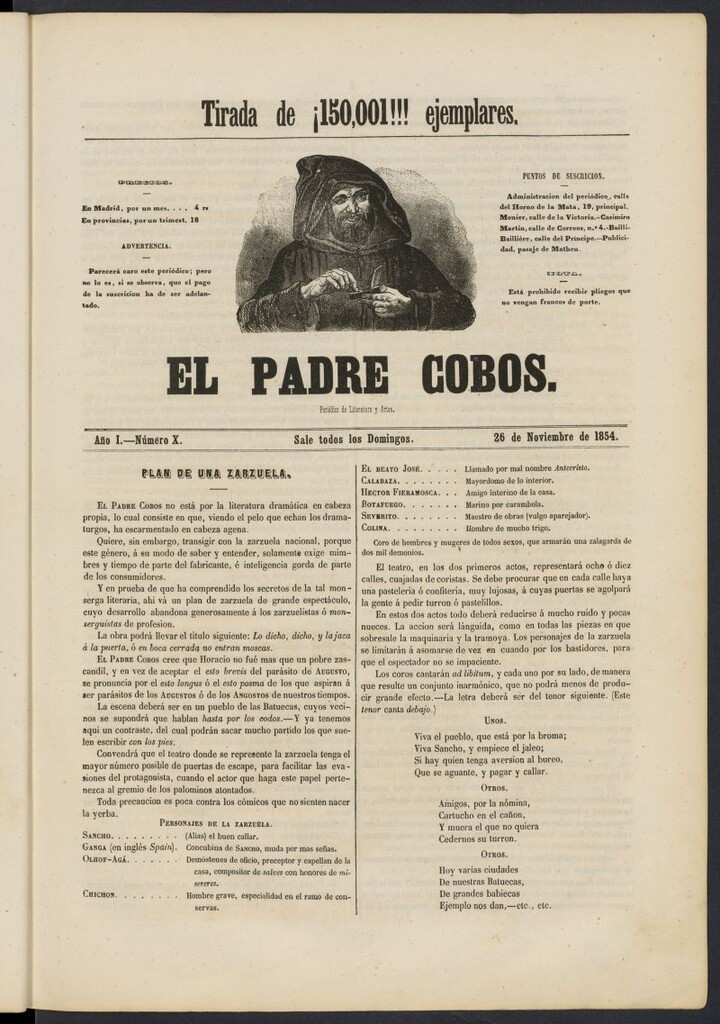 Tirada de ¡150,001!!! ejemplares.
PRECIOS.
En Madrid, por un mes. . . . 4 rs
En provincias, por un trimest. 18
ADVERTENCIA.
Parecerá caro este periódico; pero
no lo es, si se observa, que el pago
de la suscricion ha de ser adelan-
tado.
PUNTOS DE SUSCRICION.
Administracion del periódico, calle
del Horno de la Mata, 19, principal.
Monier, calle de la Victoria.—Casimiro
Martin, calle de Correos, n.º 4.—Bailli-
Baillière, calle del Príncipe.—Publici-
dad, pasaje de Matheu.
NOTA.
Está prohibido recibir pliegos que
no vengan francos de porte.
EL PADRE COBOS.
Periódico de Literatura y Artes.
Año I.—Número X.
Sale todos los Domingos.
26 de Noviembre de 1854.
PLAN DE UNA ZARZUELA.
EL PADRE COBOS no está por la literatura dramática en cabeza
propia, lo cual consiste en que, viendo el pelo que echan los drama-
turgos, ha escarmentado en cabeza agena.
Quiere, sin embargo, transigir con la zarzuela nacional, porque
este género, á su modo de saber y entender, solamente exige mim-
bres y tiempo de parte del fabricante, é inteligencia gorda de parte
de los consumidores.
Y en prueba de que ha comprendido los secretos de la tal mon-
serga literaria, ahi vá un plan de zarzuela de grande espectáculo,
cuyo desarrollo abandona generosamente á los zarzuelistas ó mon-
serguistas de profesion.
La obra podrá llevar el título siguiente: Lo dicho, dicho, y la jaca
á la puerta, ó en boca cerrada no entran moscas.
EL PADRE COBOS cree que Horacio no fué mas que un pobre zas-
candil, y en vez de aceptar el esto brevis del parásito de AUGUSTO,
se pronuncia por el esto longus ó el esto posma de los que aspiran á
ser parásitos de los AUGUSTOS ó de los ANGOSTOS de nuestros tiempos.
La escena deberá ser en un pueblo de las Batuecas, cuyos veci-
nos se supondrá que hablan hasta por los codos.—Y ya tenemos
aqui un contraste, del cual podrán sacar mucho partido los que sue-
len escribir con los pies.
Convendrá que el teatro donde se represente la zarzuela tenga el
mayor número posible de puertas de escape, para facilitar las eva-
siones del protagonista, cuando el actor que haga este papel perte-
nezca al gremio de los palominos atontados.
Toda precaucion es poca contra los cómicos que no sienten nacer
la yerba.
PERSONAJES DE LA ZARZUELA.
SANCHO. . . . . . . . . (Alias) el buen callar.
GANGA (en inglés Spain). Concubina de SANCHO, muda por mas señas.
OLHOF-AGÁ. . . . . . . Demóstenes de oficio, preceptor y capellan de la
casa, compositor de salves con honores de mi-
sereres.
CHICHON. . . . . . . . Hombre grave, especialidad en el ramo de con-
servas.
EL BEATO JOSÉ. . . . . Llamado por mal nombre Antecristo.
CALABAZA. . . . . . . . Mayordomo de lo interior.
HECTOR FIERAMOSCA. . . Amigo interino de la casa.
BOTAFUEGO. . . . . . . Marino por carambola.
SEVERITO. . . . . . . . Maestro de obras (vulgo aparejador).
COLINA. . . . . . . . . Hombre de mucho trigo.
Coro de hombres y mugeres de todos sexos, que armarán una zalagarda de
dos mil demonios.
El teatro, en los dos primeros actos, representará ocho ó diez
calles, cuajadas de coristas. Se debe procurar que en cada calle haya
una pastelería ó confitería, muy lujosas, á cuyas puertas se agolpará
la gente á pedir turron ó pastelillos.
En estos dos actos todo deberá reducirse á mucho ruido y pocas
nueces. La accion será lánguida, como en todas las piezas en que
sobresale la maquinaria y la tramoya. Los personajes de la zarzuela
se limitarán á asomarse de vez en cuando por los bastidores, para
que el espectador no se impaciente.
Los coros cantarán ad libitum, y cada uno por su lado, de manera
que resulte un conjunto inarmónico, que no podrá menos de produ-
cir grande efecto.—La letra deberá ser del tenor siguiente. (Este
tenor canta debajo.)
UNOS.
Viva el pueblo, que está por la broma;
Viva Sancho, y empiece el jaleo;
Si hay quien tenga aversion al bureo,
Que se aguante, y pagar y callar.
OTROS.
Amigos, por la nómina,
Cartucho en el cañon,
Y muera el que no quiera
Cedernos su turron.
OTROS.
Hoy varias ciudades
De nuestras Batuecas,
De grandes babiecas
Ejemplo nos dan,—etc., etc.